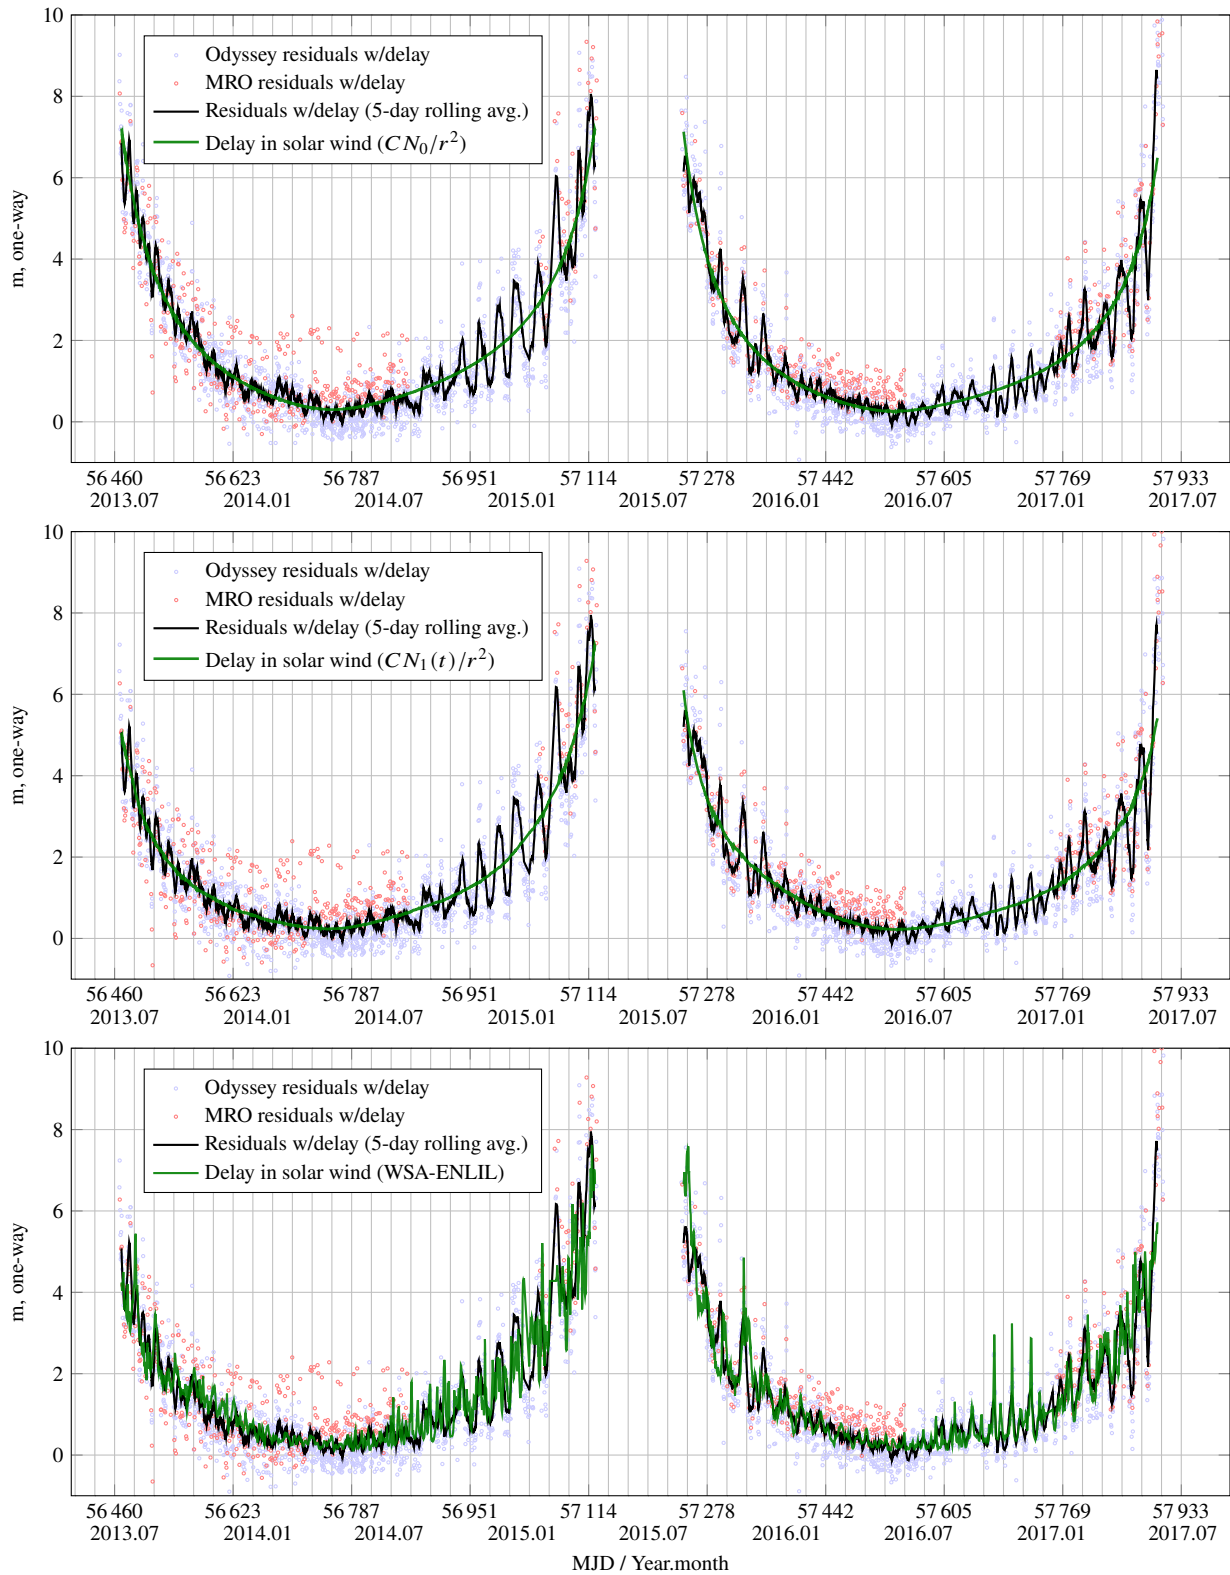 10
8
6
4
2
0
m, one-way
Odyssey residuals w/delay
MRO residuals w/delay
Residuals w/delay (5-day rolling avg.)
Delay in solar wind (CN₀/r²)
56 460 56 623 56 787 56 951 57 114 57 278 57 442 57 605 57 769 57 933
2013.07 2014.01 2014.07 2015.01 2015.07 2016.01 2016.07 2017.01 2017.07
10
8
6
4
2
0
m, one-way
Odyssey residuals w/delay
MRO residuals w/delay
Residuals w/delay (5-day rolling avg.)
Delay in solar wind (CN₁(t)/r²)
56 460 56 623 56 787 56 951 57 114 57 278 57 442 57 605 57 769 57 933
2013.07 2014.01 2014.07 2015.01 2015.07 2016.01 2016.07 2017.01 2017.07
10
8
6
4
2
0
m, one-way
Odyssey residuals w/delay
MRO residuals w/delay
Residuals w/delay (5-day rolling avg.)
Delay in solar wind (WSA-ENLIL)
56 460 56 623 56 787 56 951 57 114 57 278 57 442 57 605 57 769 57 933
2013.07 2014.01 2014.07 2015.01 2015.07 2016.01 2016.07 2017.01 2017.07
MJD / Year.month